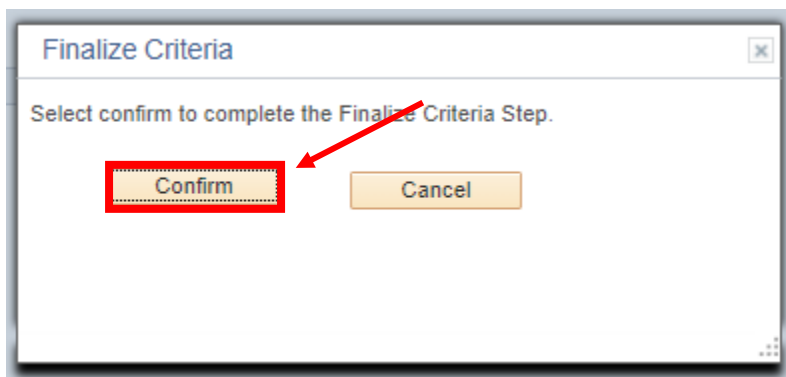 Finalize Criteria
Select confirm to complete the Finalize Criteria Step.
Confirm Cancel